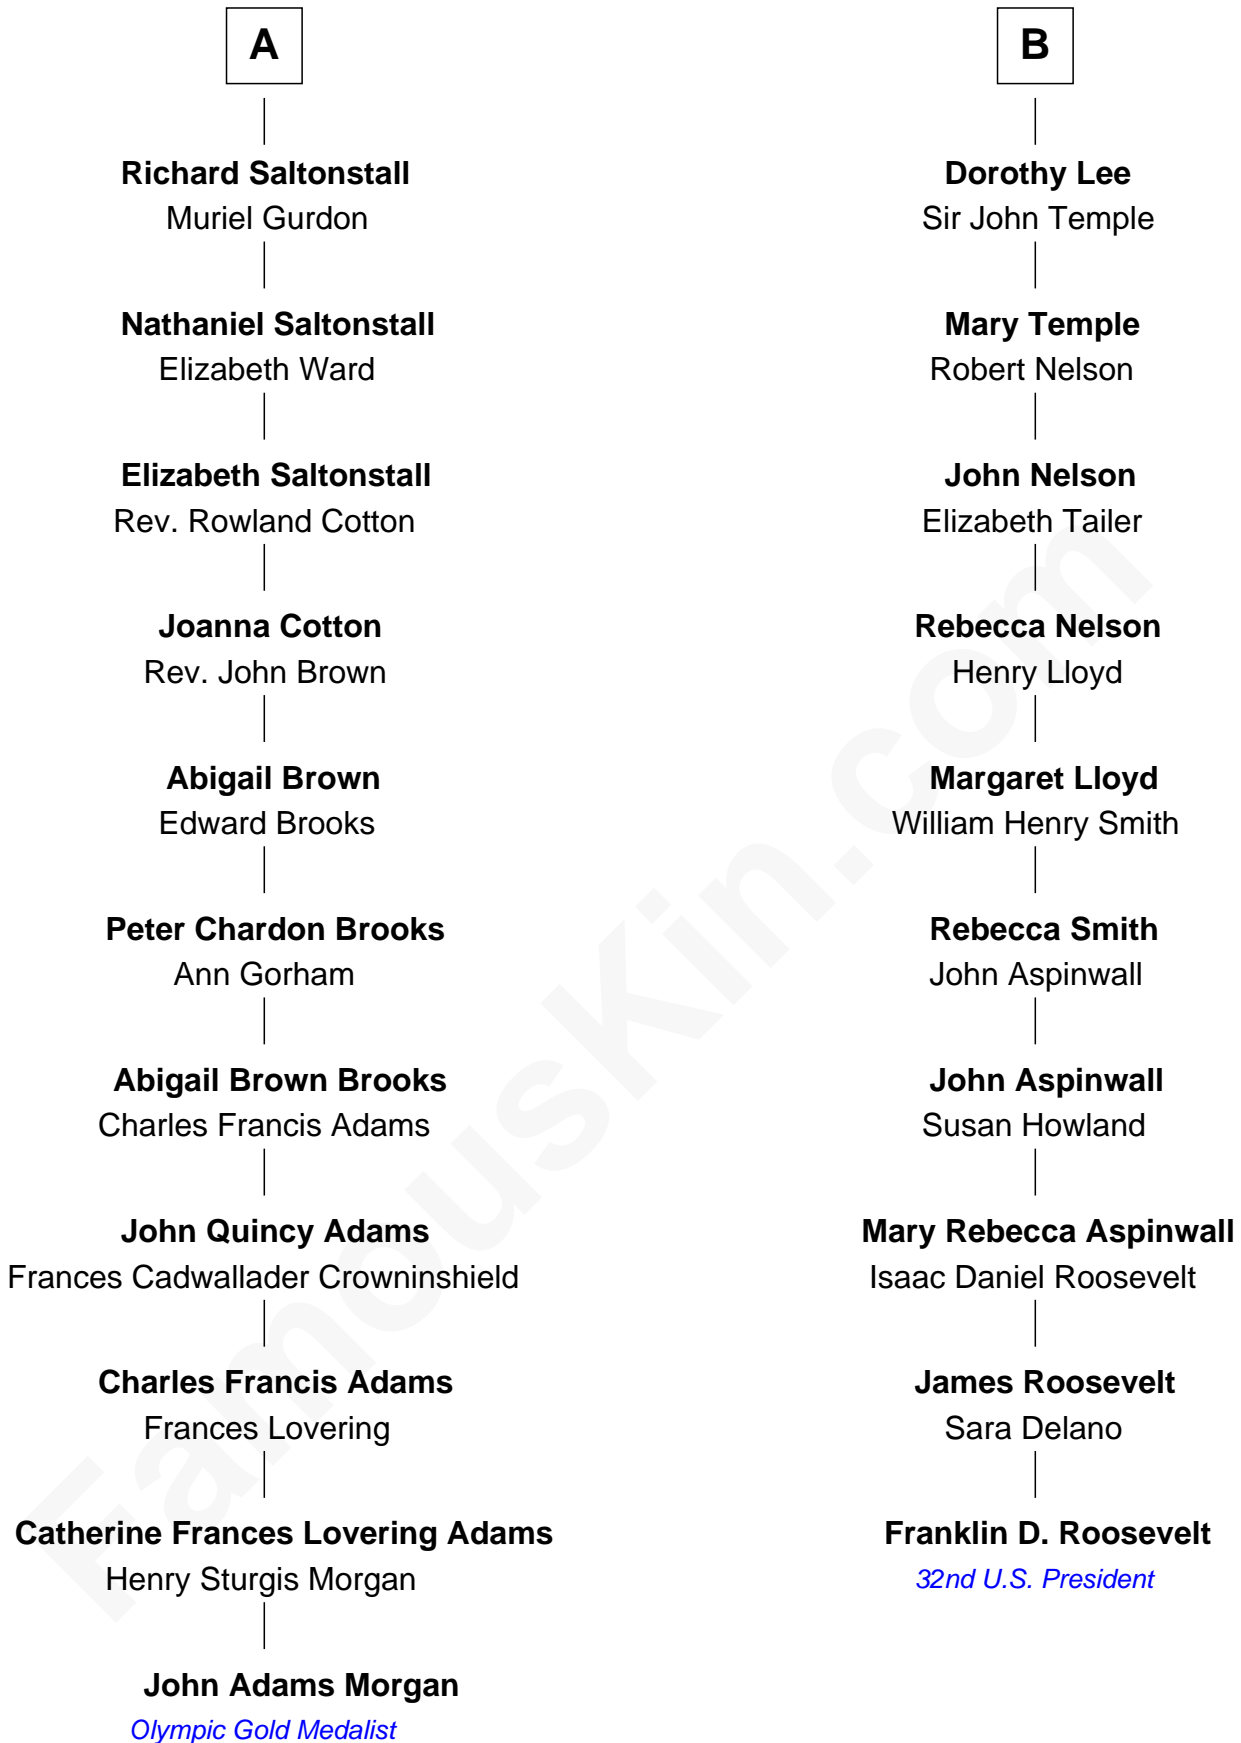 A
Richard Saltonstall
Muriel Gurdon
Nathaniel Saltonstall
Elizabeth Ward
Elizabeth Saltonstall
Rev. Rowland Cotton
Joanna Cotton
Rev. John Brown
Abigail Brown
Edward Brooks
Peter Chardon Brooks
Ann Gorham
Abigail Brown Brooks
Charles Francis Adams
John Quincy Adams
Frances Cadwallader Crowninshield
Charles Francis Adams
Frances Lovering
Catherine Frances Lovering Adams
Henry Sturgis Morgan
John Adams Morgan
Olympic Gold Medalist
B
Dorothy Lee
Sir John Temple
Mary Temple
Robert Nelson
John Nelson
Elizabeth Tailer
Rebecca Nelson
Henry Lloyd
Margaret Lloyd
William Henry Smith
Rebecca Smith
John Aspinwall
John Aspinwall
Susan Howland
Mary Rebecca Aspinwall
Isaac Daniel Roosevelt
James Roosevelt
Sara Delano
Franklin D. Roosevelt
32nd U.S. President
FamousKin.com